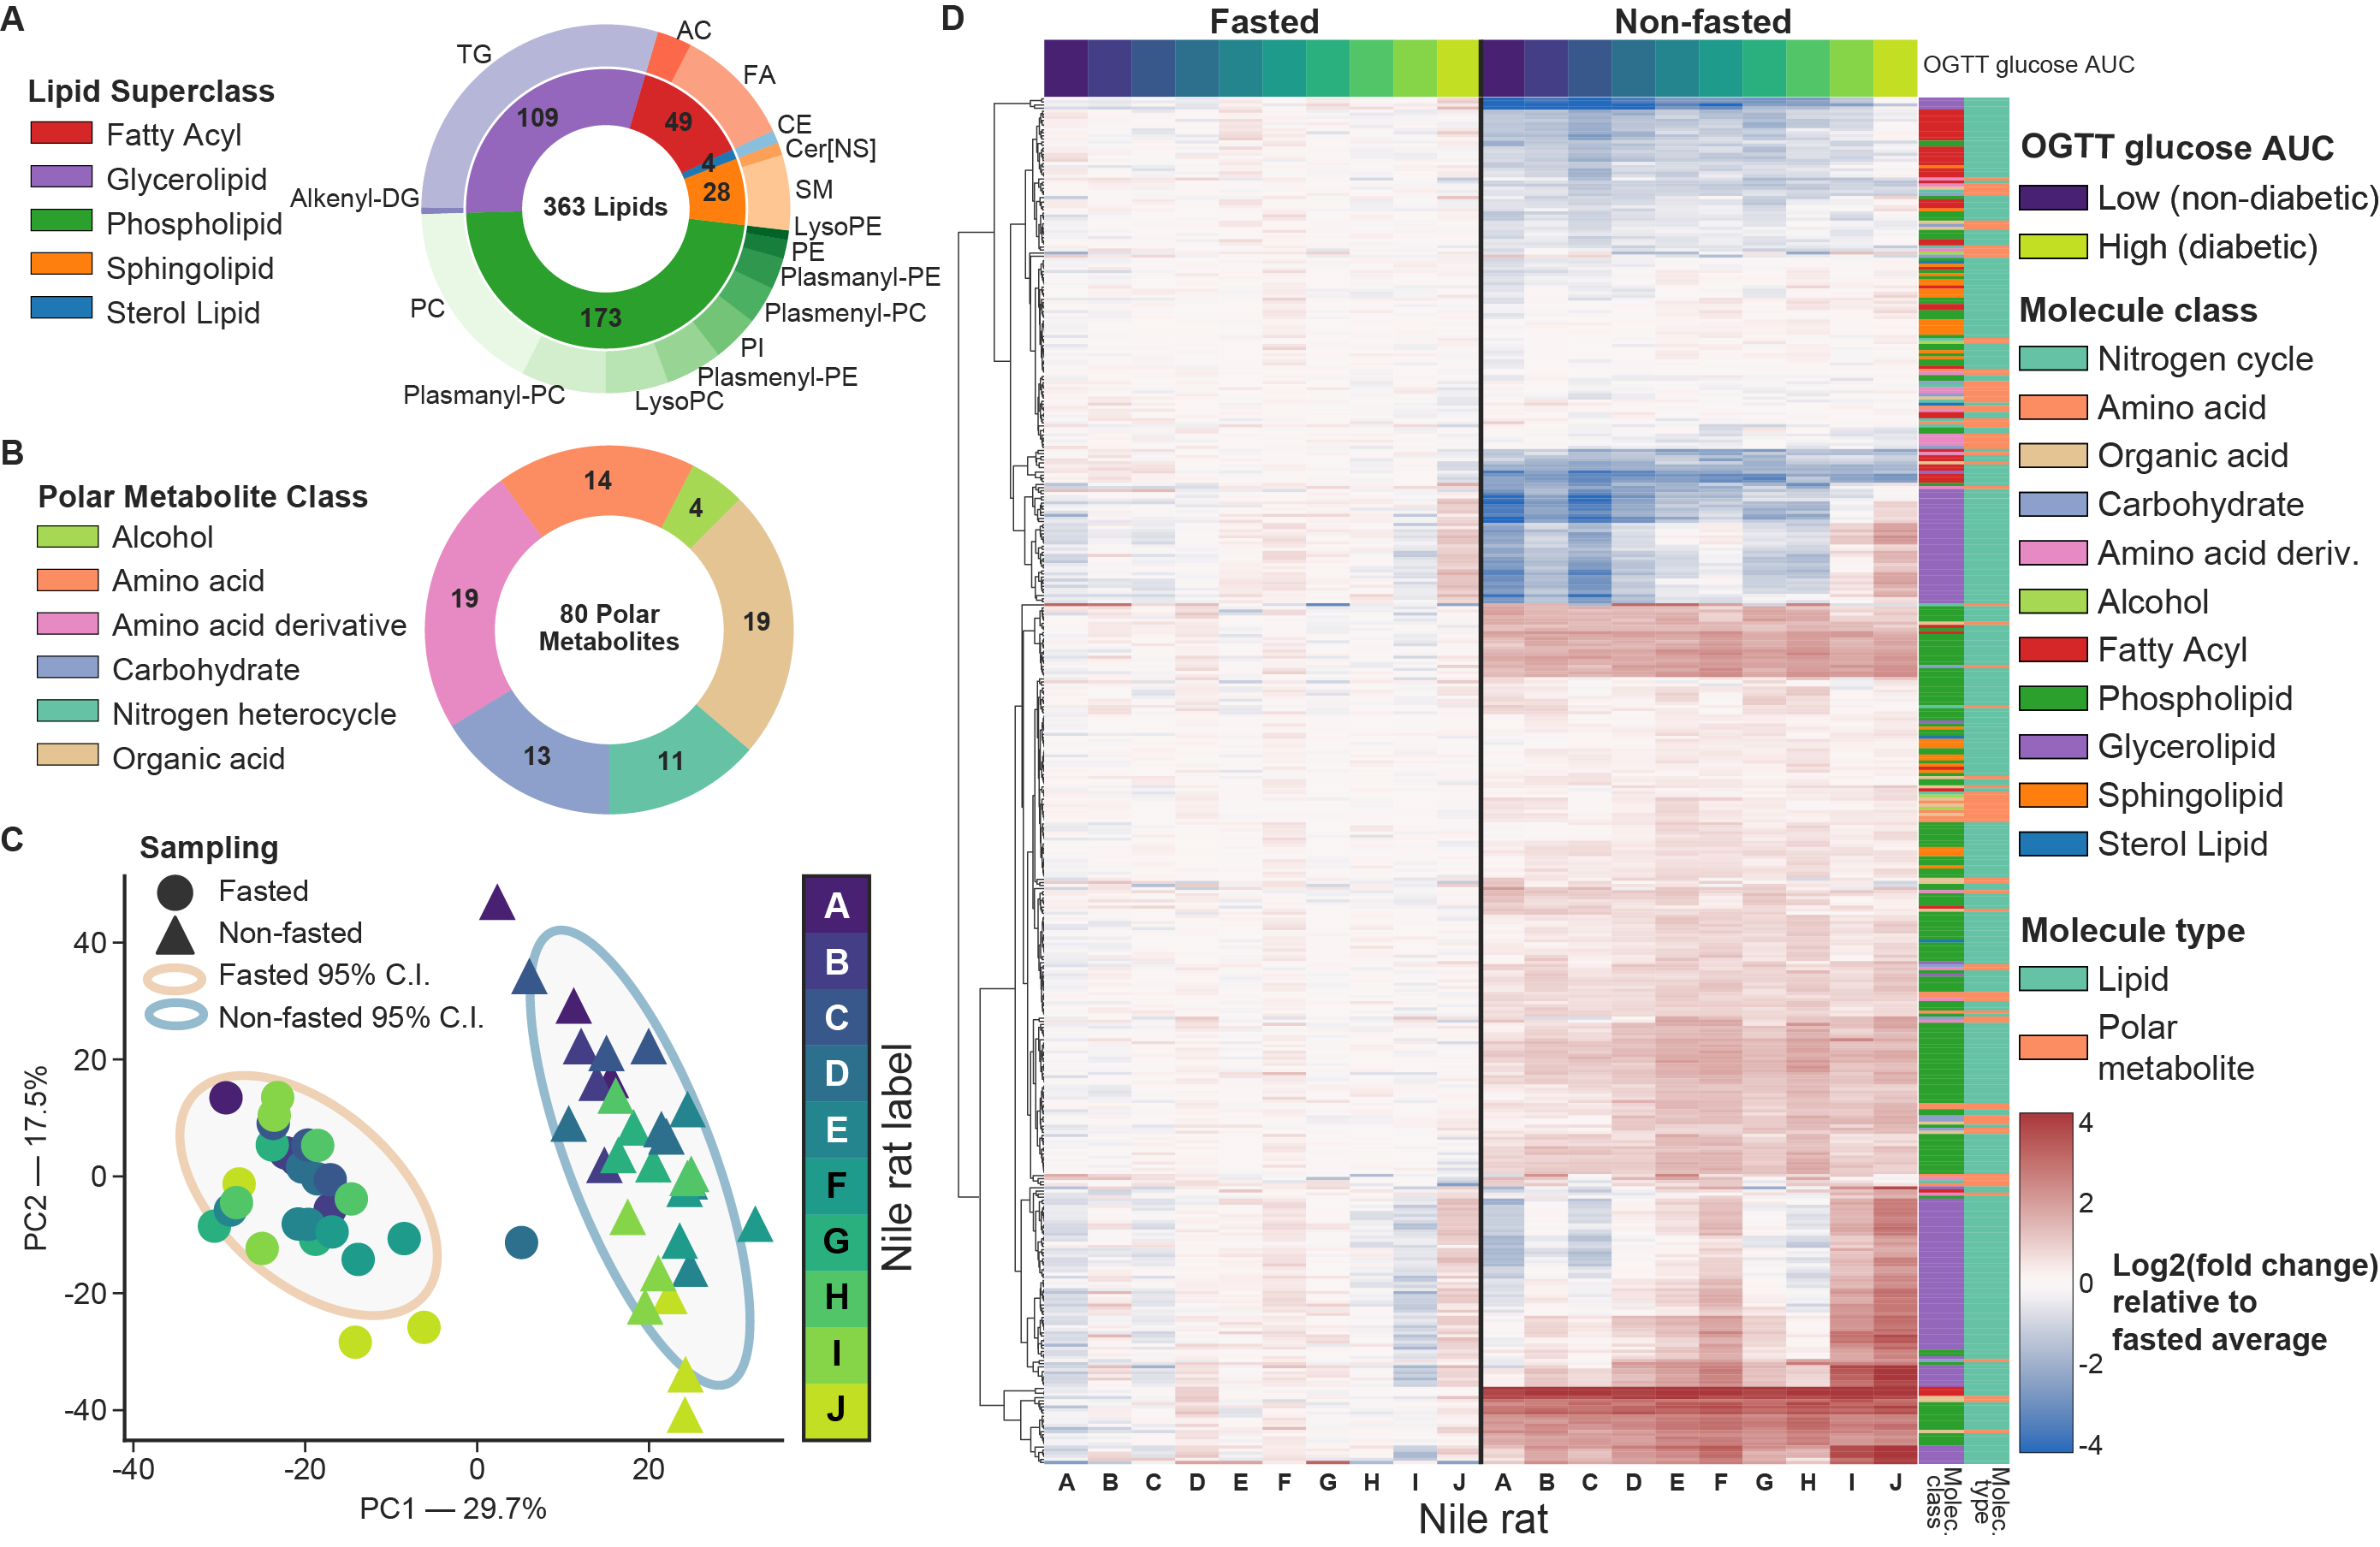 A
Lipid Superclass
Fatty Acyl
Glycerolipid
Phospholipid
Sphingolipid
Sterol Lipid
TG
AC
FA
CE
Cer[NS]
SM
LysoPE
PE
Plasmanyl-PE
Plasmenyl-PC
PI
Plasmenyl-PE
LysoPC
Plasmanyl-PC
PC
Alkenyl-DG
109
49
4
28
173
363 Lipids
B
Polar Metabolite Class
Alcohol
Amino acid
Amino acid derivative
Carbohydrate
Nitrogen heterocycle
Organic acid
14
4
19
19
13
11
80 Polar
Metabolites
C
Sampling
Fasted
Non-fasted
Fasted 95% C.I.
Non-fasted 95% C.I.
40
20
0
-20
-40
PC2 — 17.5%
-40
-20
0
20
PC1 — 29.7%
A
B
C
D
E
F
G
H
I
J
Nile rat label
D
Fasted
Non-fasted
OGTT glucose AUC
A B C D E F G H I J A B C D E F G H I J
Nile rat
Molec.
class
Molec.
type
OGTT glucose AUC
Low (non-diabetic)
High (diabetic)
Molecule class
Nitrogen cycle
Amino acid
Organic acid
Carbohydrate
Amino acid deriv.
Alcohol
Fatty Acyl
Phospholipid
Glycerolipid
Sphingolipid
Sterol Lipid
Molecule type
Lipid
Polar
metabolite
4
2
0
-2
-4
Log2(fold change)
relative to
fasted average